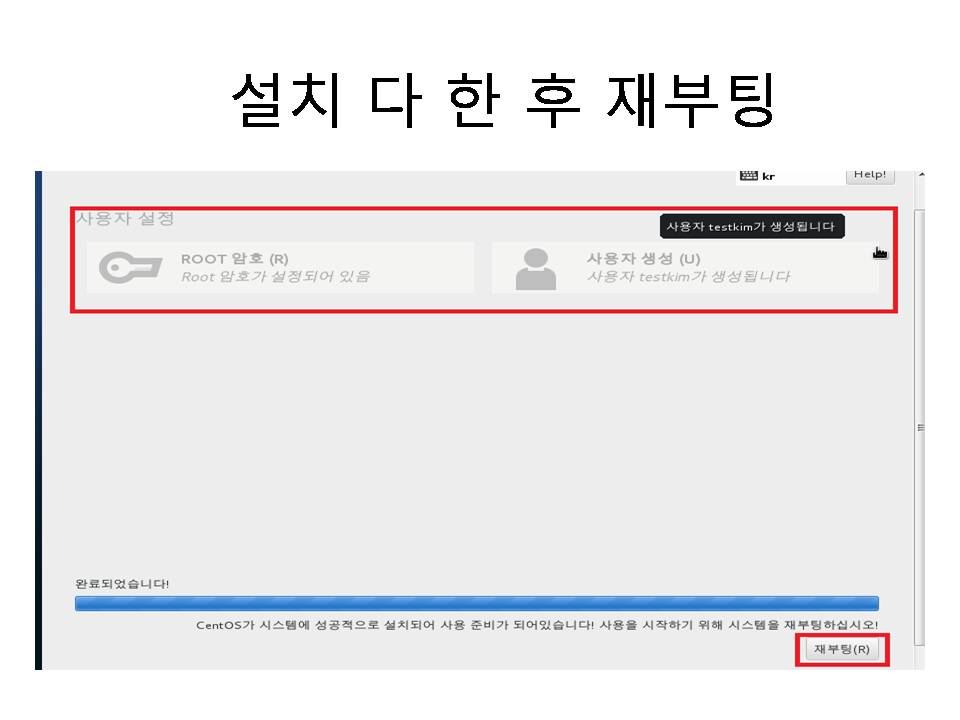 설치 다 한 후 재부팅
kr
Help!
사용자 설정
사용자 testkim가 생성됩니다
ROOT 암호 (R)
Root 암호가 설정되어 있음
사용자 생성 (U)
사용자 testkim가 생성됩니다
완료되었습니다!
CentOS가 시스템에 성공적으로 설치되어 사용 준비가 되어있습니다! 사용을 시작하기 위해 시스템을 재부팅하십시오!
재부팅(R)